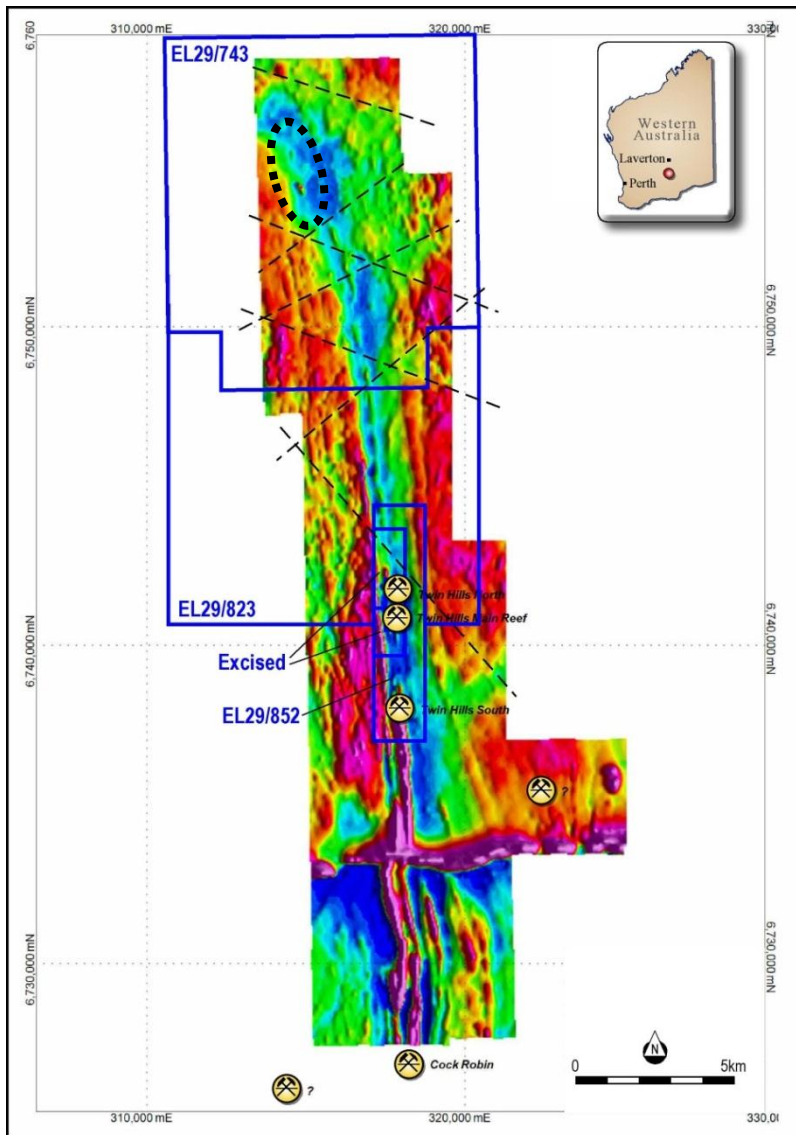 310,000 mE
320,000 mE
330,0
6,760
mN
EL29/743
Western
Australia
Laverton
Perth
6,750,000 mN
6,750,000 mN
Twin Hills North
EL29/823
Twin Hills Main Reef
Excised
6,740,000 mN
6,740,000 mN
EL29/852
Twin Hills South
?
6,730,000 mN
6,730,000 mN
N
Cock Robin
0
5km
?
310,000 mE
320,000 mE
330,0